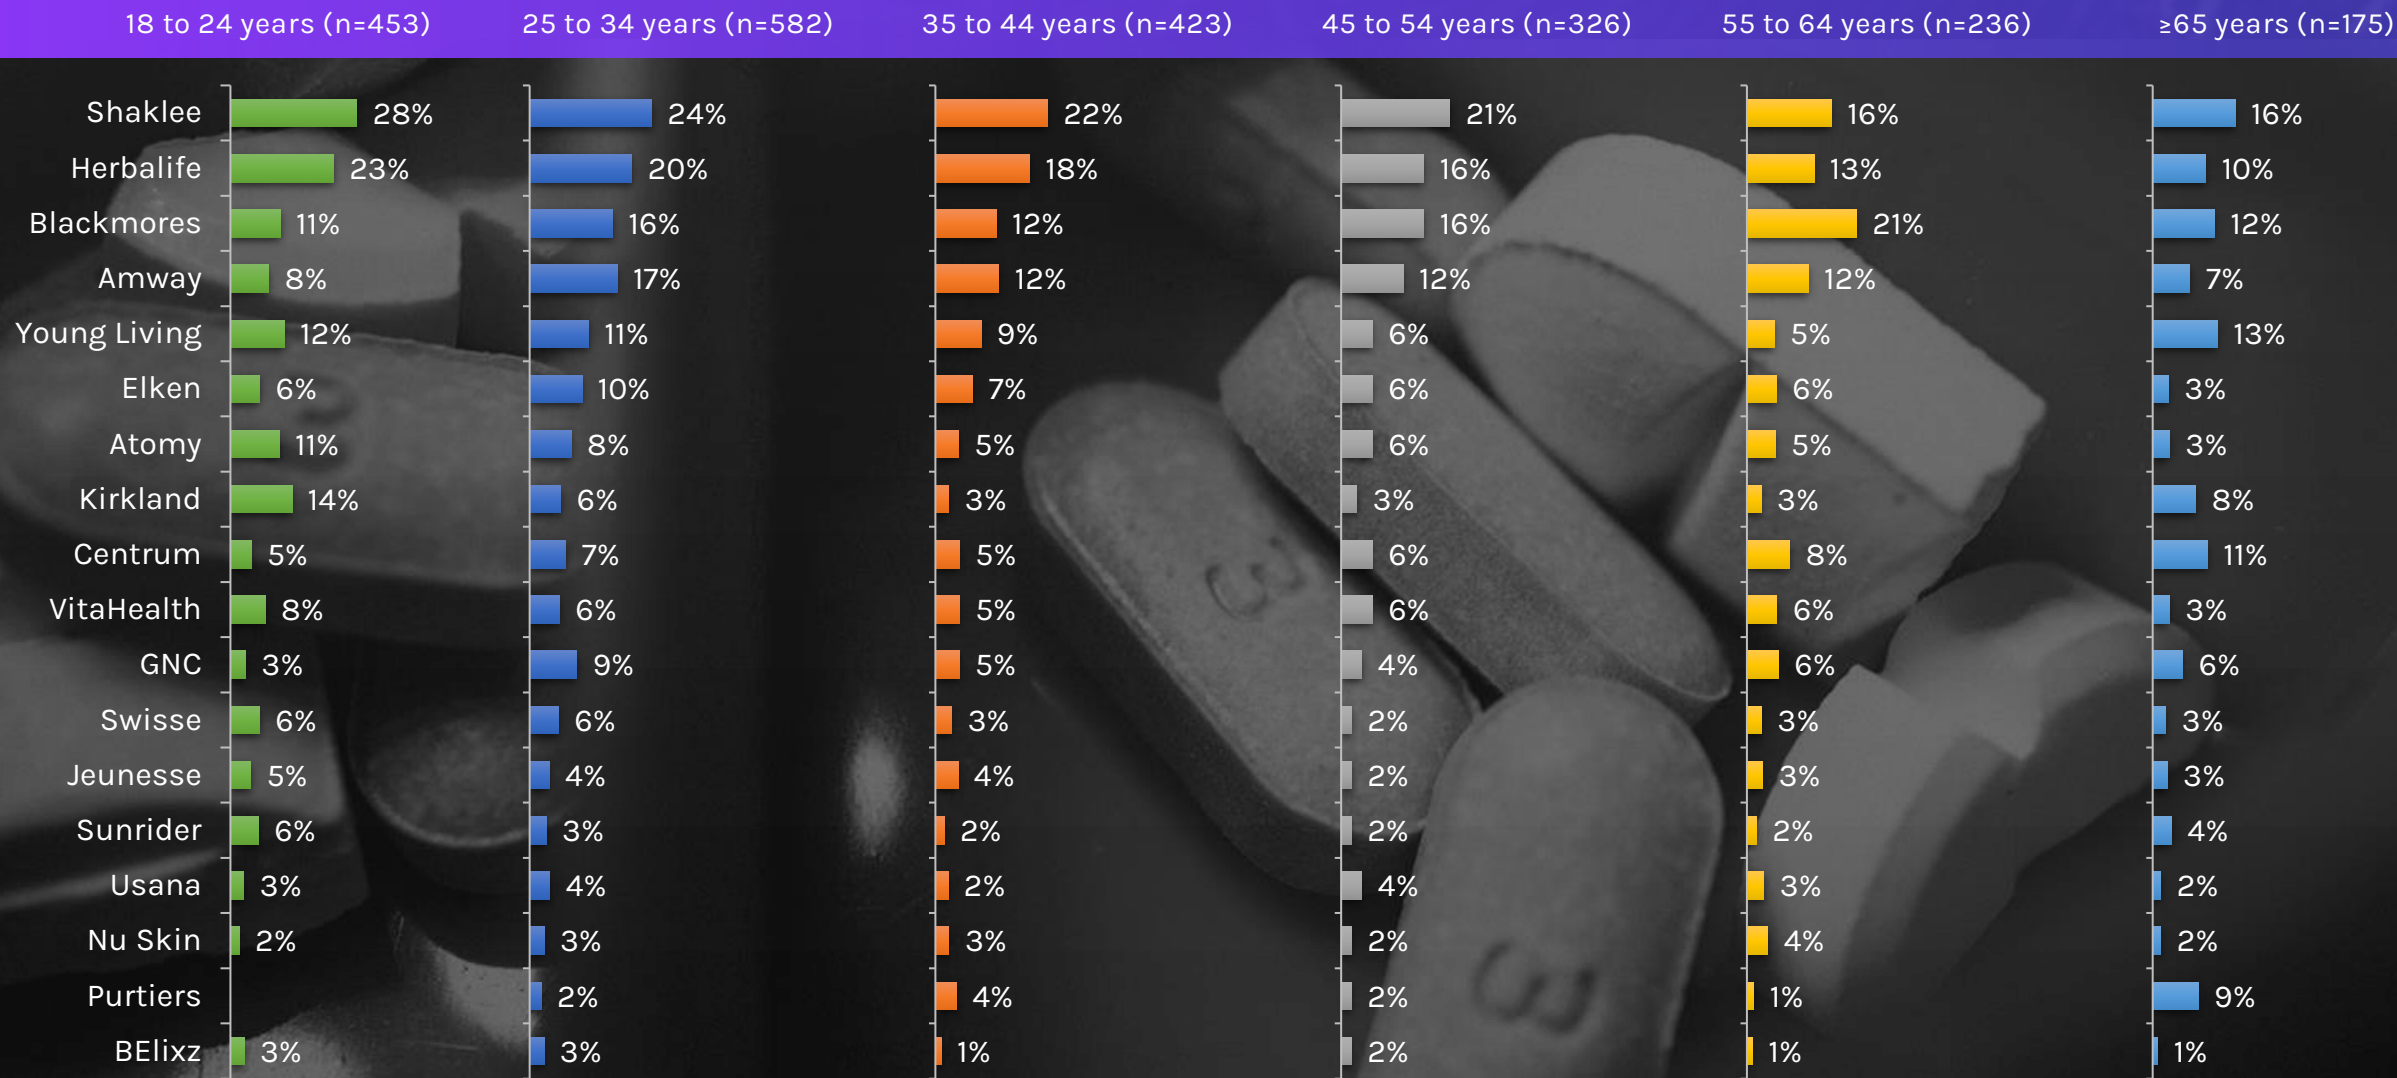 18 to 24 years (n=453) 25 to 34 years (n=582) 35 to 44 years (n=423) 45 to 54 years (n=326) 55 to 64 years (n=236) ≥65 years (n=175)
Shaklee 28% 24% 22% 21% 16% 16%
Herbalife 23% 20% 18% 16% 13% 10%
Blackmores 11% 16% 12% 16% 21% 12%
Amway 8% 17% 12% 12% 12% 7%
Young Living 12% 11% 9% 6% 5% 13%
Elken 6% 10% 7% 6% 6% 3%
Atomy 11% 8% 5% 6% 5% 3%
Kirkland 14% 6% 3% 3% 3% 8%
Centrum 5% 7% 5% 6% 8% 11%
VitaHealth 8% 6% 5% 6% 6% 3%
GNC 3% 9% 5% 4% 6% 6%
Swisse 6% 6% 3% 2% 3% 3%
Jeunesse 5% 4% 4% 2% 3% 3%
Sunrider 6% 3% 2% 2% 2% 4%
Usana 3% 4% 2% 4% 3% 2%
Nu Skin 2% 3% 3% 2% 4% 2%
Purtiers 2% 4% 2% 1% 9%
BElixz 3% 3% 1% 2% 1% 1%